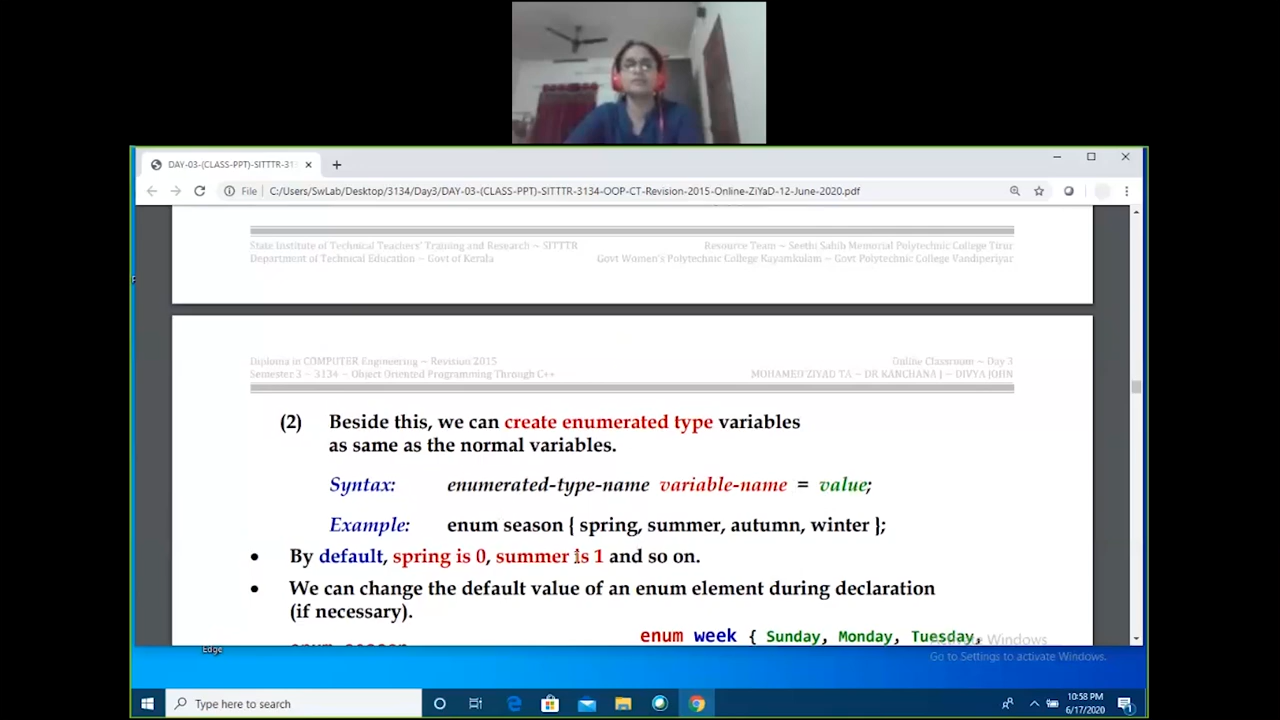 DAY-03-(CLASS-PPT)-SITTTR-313
File
C:/Users/SwLab/Desktop/3134/Day3/DAY-03-(CLASS-PPT)-SITTTR-3134-OOP-CT-Revision-2015-Online-ZiYaD-12-June-2020.pdf
State Institute of Technical Teachers' Training and Research ~ SITTTR
Resource Team ~ Seethi Sahib Memorial Polytechnic College Tirur
Department of Technical Education ~ Govt of Kerala
Govt Women's Polytechnic College Kayamkulam ~ Govt Polytechnic College Vandiperiyar
Diploma in COMPUTER Engineering ~ Revision 2015
Online Classroom ~ Day 3
Semester 3 ~ 3134 ~ Object Oriented Programming Through C++
MOHAMED ZIYAD TA ~ DR KANCHANA J ~ DIVYA JOHN
(2) Beside this, we can create enumerated type variables
as same as the normal variables.
Syntax: enumerated-type-name variable-name = value;
Example: enum season { spring, summer, autumn, winter };
• By default, spring is 0, summer is 1 and so on.
• We can change the default value of an enum element during declaration
(if necessary).
enum season
enum week { Sunday, Monday, Tuesday,
Activate Windows
Go to Settings to activate Windows.
Edge
Type here to search
10:58 PM
6/17/2020